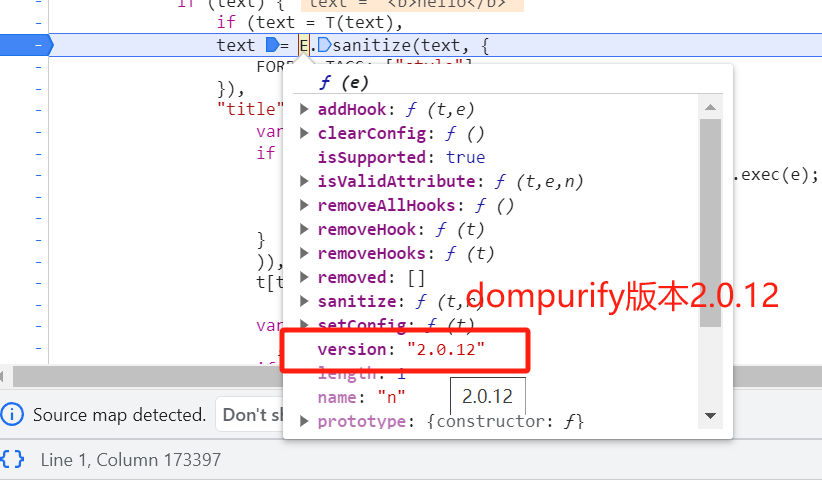 if (text) { text = "<b>hello</b>"
if (text = T(text),
text = E.sanitize(text, {
FORB TAGS: ["style"]
}),
"title"
var
if
.exec(e);
}
)),
t[t
var
ƒ (e)
addHook: ƒ (t,e)
clearConfig: ƒ ()
isSupported: true
isValidAttribute: ƒ (t,e,n)
removeAllHooks: ƒ ()
removeHook: ƒ (t)
removeHooks: ƒ (t)
removed: []
sanitize: ƒ (t,r)
dompurify版本2.0.12
setConfig: ƒ (t)
version: "2.0.12"
length: 1
name: "n"
2.0.12
prototype: {constructor: ƒ}
Source map detected.
Don't sh
{} Line 1, Column 173397